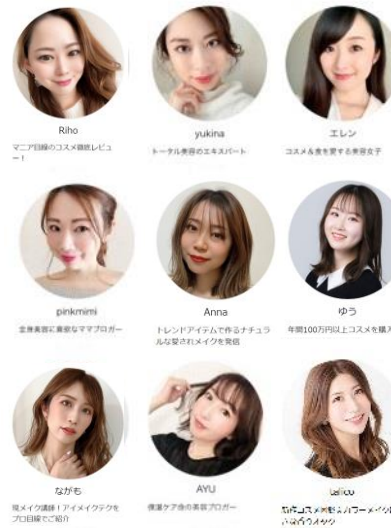 Riho
yukina
エレン
マニア目線のコスメ徹底レビュ
ー！
トータル美容のエキスパート
コスメ&食を愛する美容女子
pinkmimi
Anna
ゆう
全身美容に貪欲なママブロガー
トレンドアイテムで作るナチュラ
ルな愛されメイクを発信
年間100万円以上コスメを購入
ながも
AYU
talico
現メイク講師！アイメイクテクを
プロ目線でご紹介
保湿ケア命の美容ブロガー